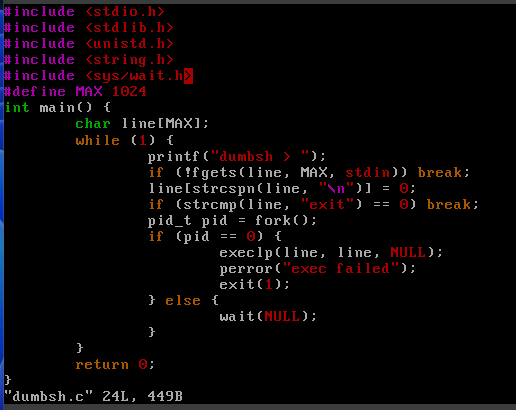 #include <stdio.h>
#include <stdlib.h>
#include <unistd.h>
#include <string.h>
#include <sys/wait.h>
#define MAX 1024
int main() {
        char line[MAX];
        while (1) {
                printf("dumbsh > ");
                if (!fgets(line, MAX, stdin)) break;
                line[strcspn(line, "\n")] = 0;
                if (strcmp(line, "exit") == 0) break;
                pid_t pid = fork();
                if (pid == 0) {
                        execlp(line, line, NULL);
                        perror("exec failed");
                        exit(1);
                } else {
                        wait(NULL);
                }
        }
        return 0;
}
"dumbsh.c" 24L, 449B